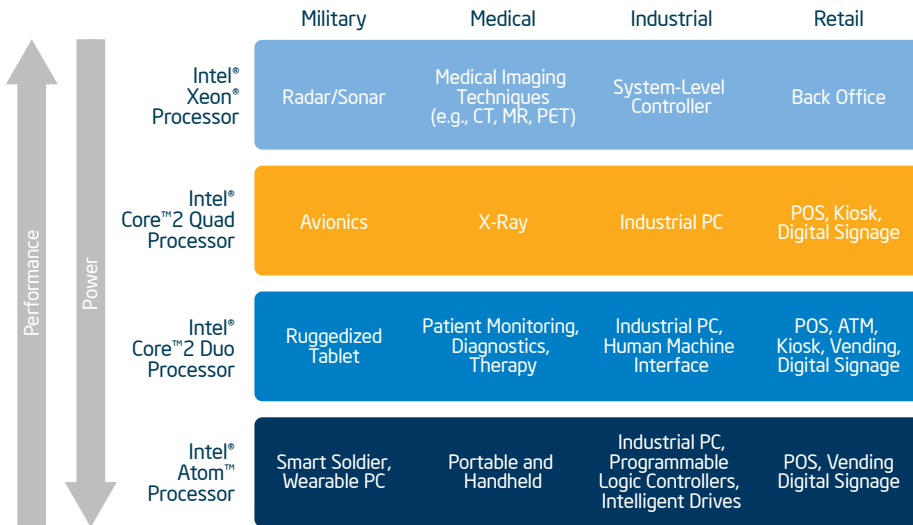 Military Medical Industrial Retail
Performance
Power
Intel®
Xeon®
Processor
Radar/Sonar
Medical Imaging
Techniques
(e.g., CT, MR, PET)
System-Level
Controller
Back Office
Intel®
Core™2 Quad
Processor
Avionics
X-Ray
Industrial PC
POS, Kiosk,
Digital Signage
Intel®
Core™2 Duo
Processor
Ruggedized
Tablet
Patient Monitoring,
Diagnostics,
Therapy
Industrial PC,
Human Machine
Interface
POS, ATM,
Kiosk, Vending,
Digital Signage
Intel®
Atom™
Processor
Smart Soldier,
Wearable PC
Portable and
Handheld
Industrial PC,
Programmable
Logic Controllers,
Intelligent Drives
POS, Vending
Digital Signage